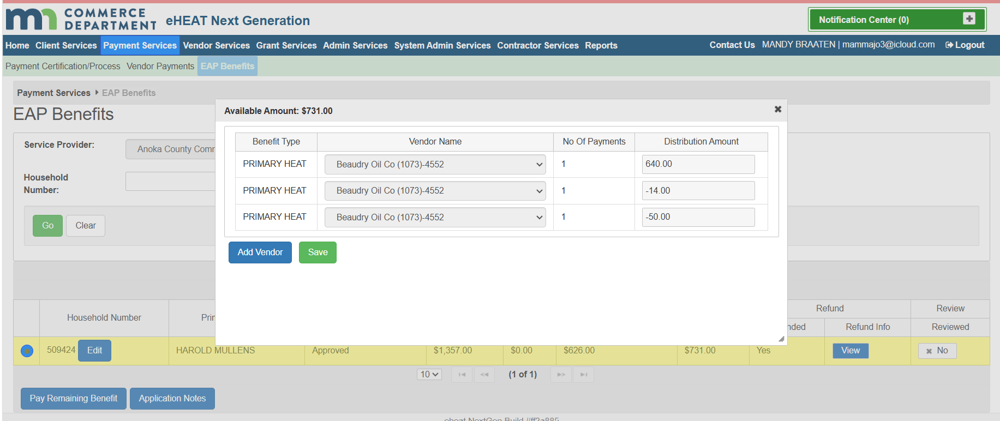 COMMERCE
DEPARTMENT
eHEAT Next Generation
Notification Center (0)
Home Client Services Payment Services Vendor Services Grant Services Admin Services System Admin Services Contractor Services Reports Contact Us MANDY BRAATEN | mammajo3@icloud.com Logout
Payment Certification/Process Vendor Payments EAP Benefits
Payment Services EAP Benefits
EAP Benefits
Service Provider:
Anoka County Comr
Household
Number:
Go Clear
Available Amount: $731.00
Benefit Type Vendor Name No Of Payments Distribution Amount
PRIMARY HEAT Beaudry Oil Co (1073)-4552 1 640.00
PRIMARY HEAT Beaudry Oil Co (1073)-4552 1 -14.00
PRIMARY HEAT Beaudry Oil Co (1073)-4552 1 -50.00
Add Vendor Save
Refund Review
Household Number Prir nded Refund Info Reviewed
509424 Edit HAROLD MULLENS Approved $1,357.00 $0.00 $626.00 $731.00 Yes View No
10 (1 of 1)
Pay Remaining Benefit Application Notes
eheat NextGen Build //ff2a885